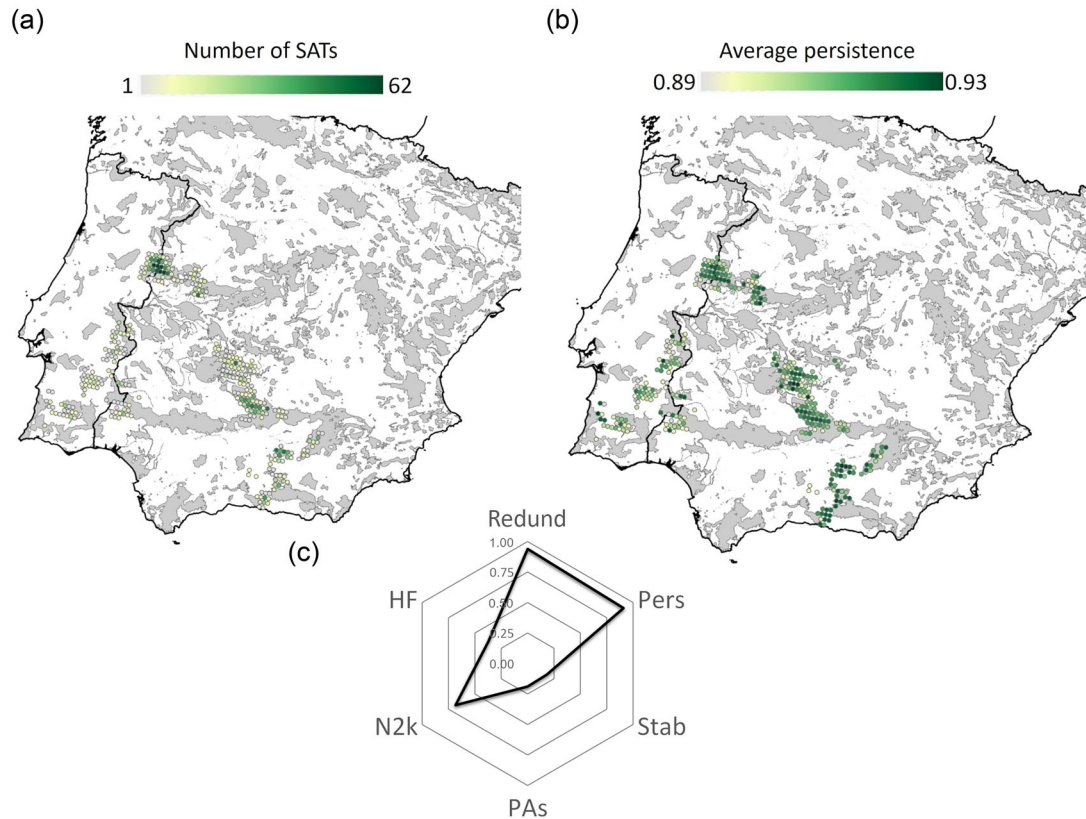 (a)
Number of SATs
1 62
(b)
Average persistence
0.89 0.93
(c)
Redund
1.00
HF
0.75
Pers
0.50
0.25
0.00
N2k
Stab
PAs